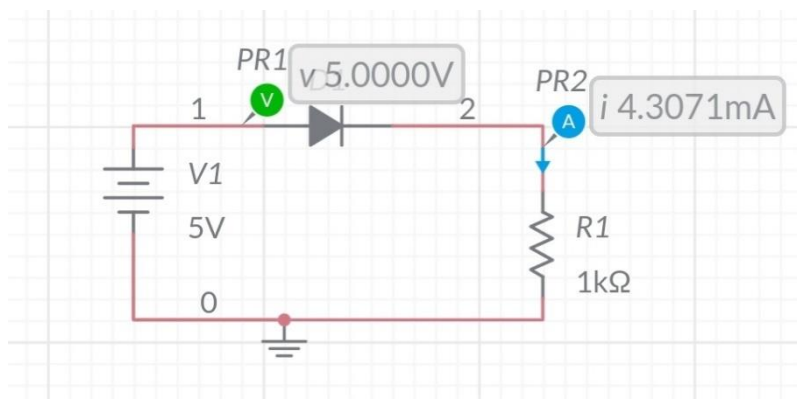 PR1
v 5.0000V
PR2
i 4.3071mA
1
2
V
A
V1
5V
R1
1kΩ
0